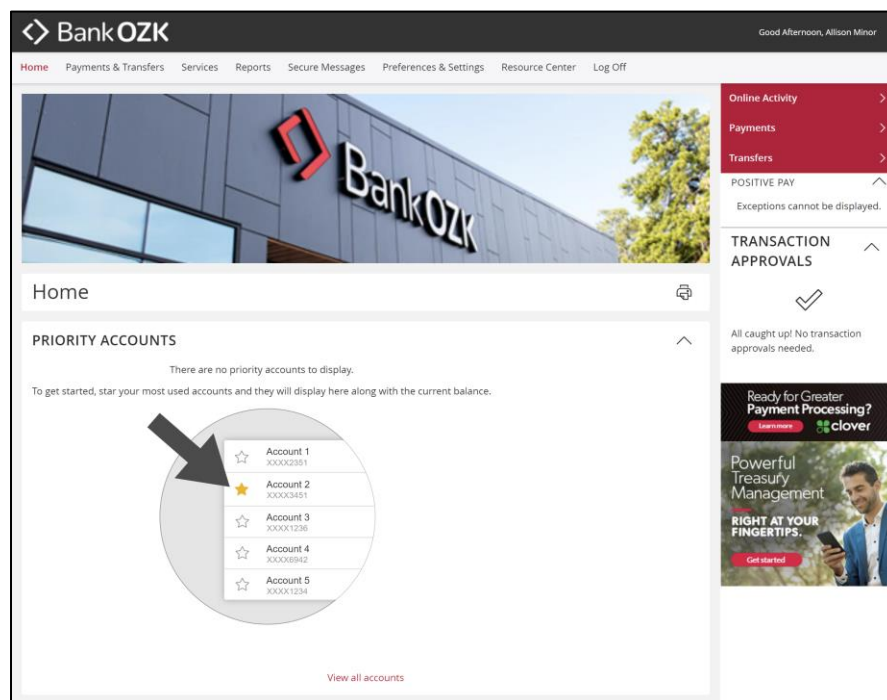 Bank OZK
Good Afternoon, Allison Minor
Home Payments & Transfers Services Reports Secure Messages Preferences & Settings Resource Center Log Off
BankOZK
Online Activity
Payments
Transfers
POSITIVE PAY
Exceptions cannot be displayed.
TRANSACTION
APPROVALS
All caught up! No transaction
approvals needed.
Home
PRIORITY ACCOUNTS
There are no priority accounts to display.
To get started, star your most used accounts and they will display here along with the current balance.
Account 1
XXXX2351
Account 2
XXXX3451
Account 3
XXXX1236
Account 4
XXXX6942
Account 5
XXXX1234
View all accounts
Ready for Greater
Payment Processing?
Learn more
clover
Powerful
Treasury
Management
RIGHT AT YOUR
FINGERTIPS.
Get started